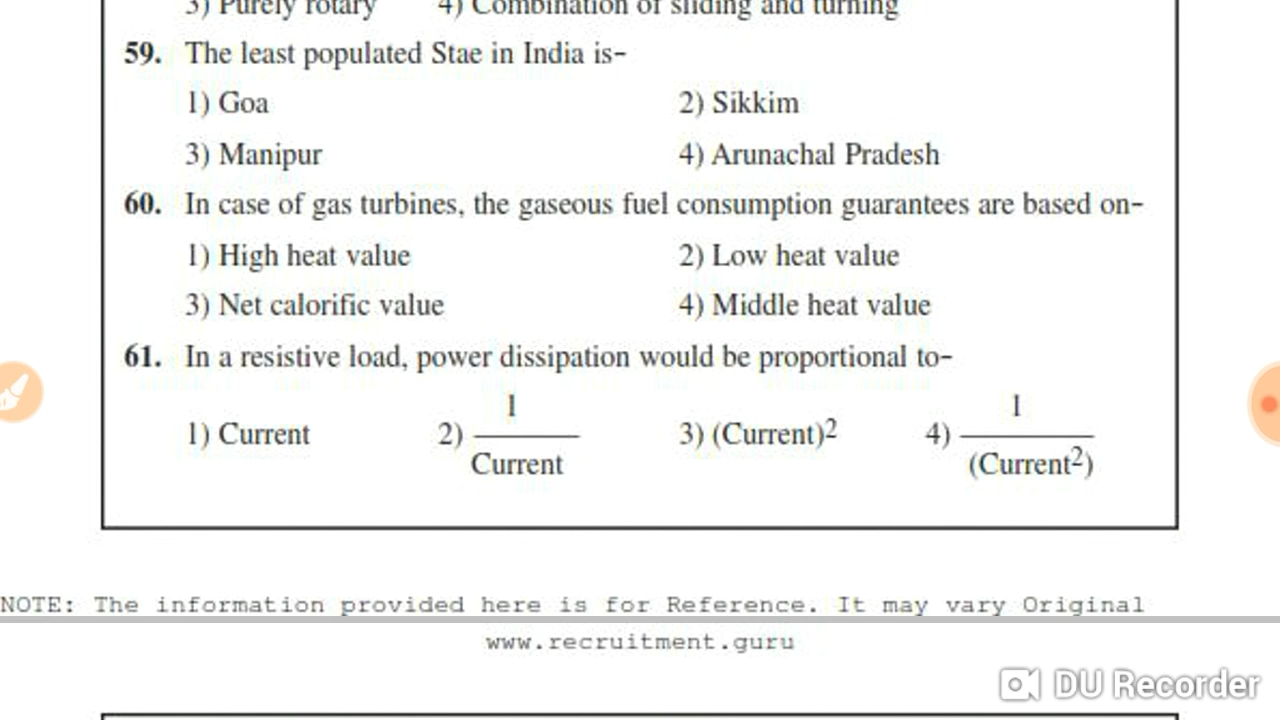 3) Purely rotary 4) Combination of sliding and turning
59. The least populated Stae in India is-
1) Goa 2) Sikkim
3) Manipur 4) Arunachal Pradesh
60. In case of gas turbines, the gaseous fuel consumption guarantees are based on-
1) High heat value 2) Low heat value
3) Net calorific value 4) Middle heat value
61. In a resistive load, power dissipation would be proportional to-
1) Current 2) 1/Current 3) (Current)² 4) 1/(Current²)
NOTE: The information provided here is for Reference. It may vary Original
www.recruitment.guru
DU Recorder